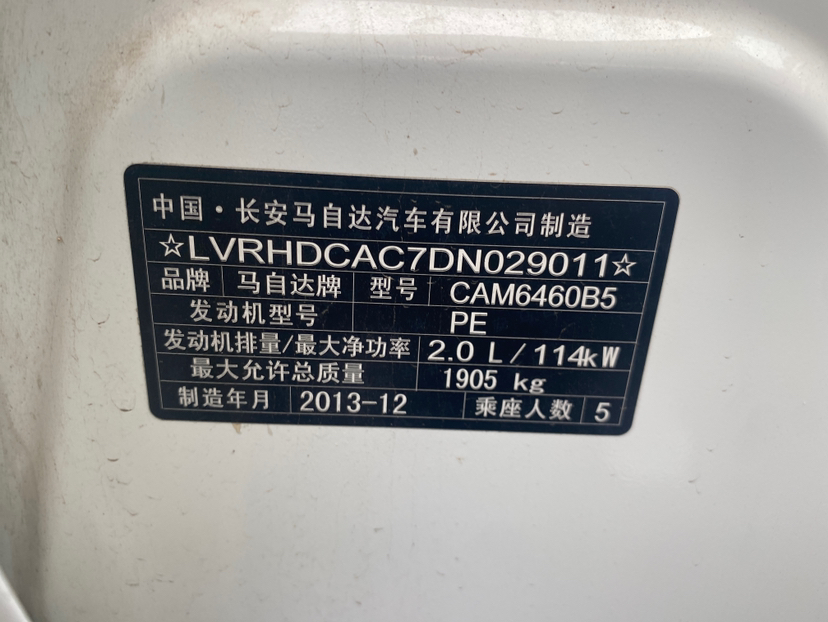 中国·长安马自达汽车有限公司制造
☆LVRHDCAC7DN029011☆
品牌 马自达牌 型号 CAM6460B5
发动机型号 PE
发动机排量/最大净功率 2.0 L/114kW
最大允许总质量 1905 kg
制造年月 2013-12 乘座人数 5